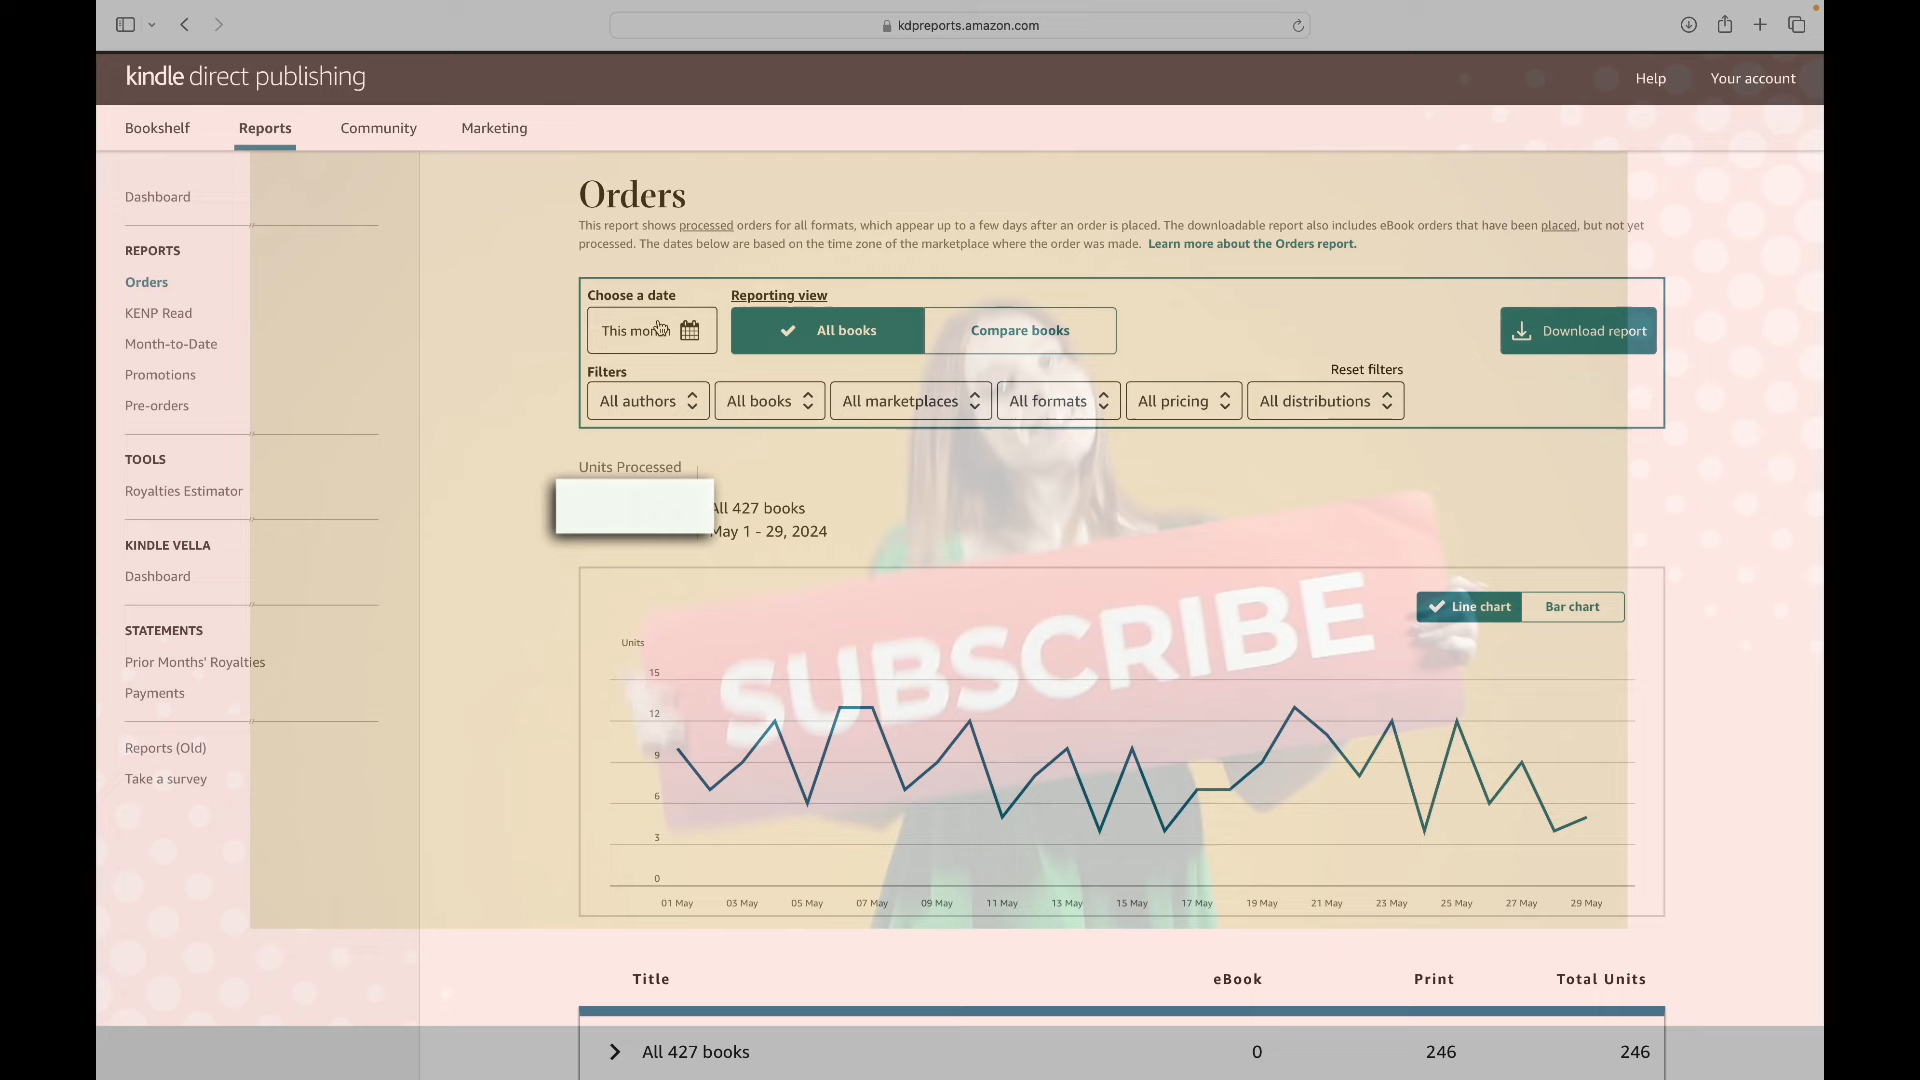 kdpreports.amazon.com
kindle direct publishing
Help
Your account
Bookshelf
Reports
Community
Marketing
Dashboard
REPORTS
Orders
KENP Read
Month-to-Date
Promotions
Pre-orders
TOOLS
Royalties Estimator
KINDLE VELLA
Dashboard
STATEMENTS
Prior Months' Royalties
Payments
Reports (Old)
Take a survey
Orders
This report shows processed orders for all formats, which appear up to a few days after an order is placed. The downloadable report also includes eBook orders that have been placed, but not yet
processed. The dates below are based on the time zone of the marketplace where the order was made. Learn more about the Orders report.
Choose a date
Reporting view
This month
All books
Compare books
Download report
Filters
Reset filters
All authors
All books
All marketplaces
All formats
All pricing
All distributions
Units Processed
All 427 books
May 1 - 29, 2024
SUBSCRIBE
Line chart
Bar chart
Units
15
12
9
6
3
0
01 May
03 May
05 May
07 May
09 May
11 May
13 May
15 May
17 May
19 May
21 May
23 May
25 May
27 May
29 May
Title
eBook
Print
Total Units
All 427 books
0
246
246